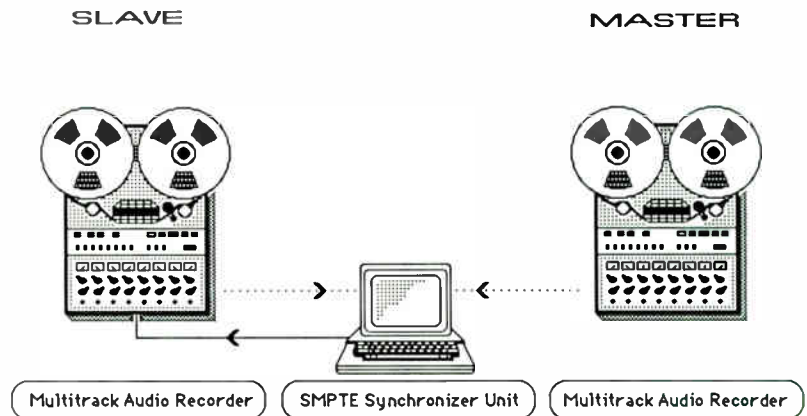 SLAVE
MASTER
Multitrack Audio Recorder
SMPTE Synchronizer Unit
Multitrack Audio Recorder